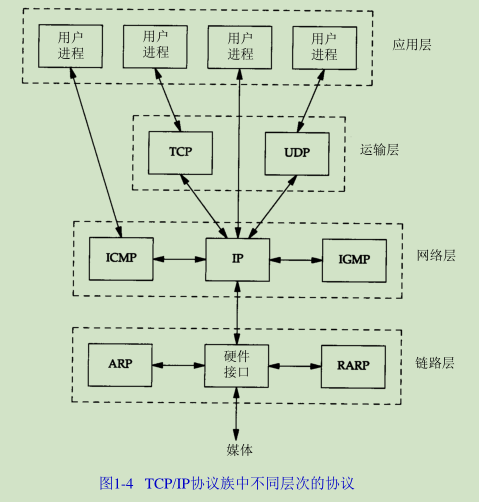 用户
进程
用户
进程
用户
进程
用户
进程
应用层
TCP
UDP
运输层
ICMP
IP
IGMP
网络层
ARP
硬件
接口
RARP
链路层
媒体
图1-4 TCP/IP协议族中不同层次的协议